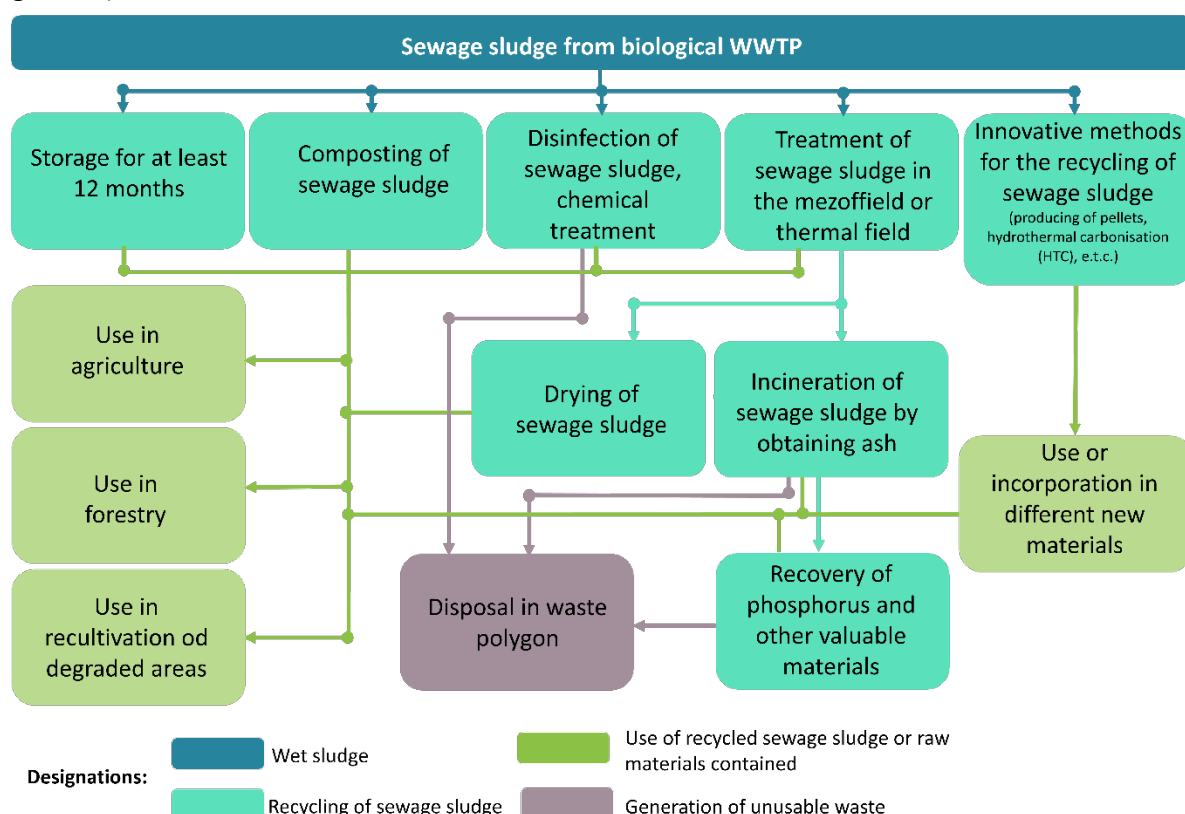 Sewage sludge from biological WWTP
Storage for at least
12 months
Composting of
sewage sludge
Disinfection of
sewage sludge,
chemical
treatment
Treatment of
sewage sludge in
the mezoffield or
thermal field
Innovative methods
for the recycling of
sewage sludge
(producing of pellets,
hydrothermal carbonisation
(HTC), e.t.c.)
Use in
agriculture
Drying of
sewage sludge
Incineration of
sewage sludge by
obtaining ash
Use in
forestry
Use or
incorporation in
different new
materials
Use in
recultivation od
degraded areas
Disposal in waste
polygon
Recovery of
phosphorus and
other valuable
materials
Designations:
Wet sludge
Use of recycled sewage sludge or raw
materials contained
Recycling of sewage sludge
Generation of unusable waste